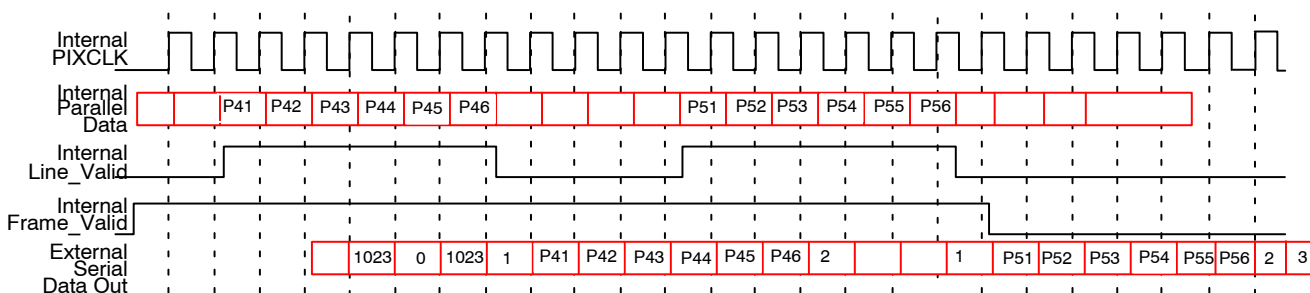 Internal
PIXCLK
Internal
Parallel
Data
P41 P42 P43 P44 P45 P46 P51 P52 P53 P54 P55 P56
Internal
Line_Valid
Internal
Frame_Valid
External
Serial
Data Out
1023 0 1023 1 P41 P42 P43 P44 P45 P46 2 1 P51 P52 P53 P54 P55 P56 2 3